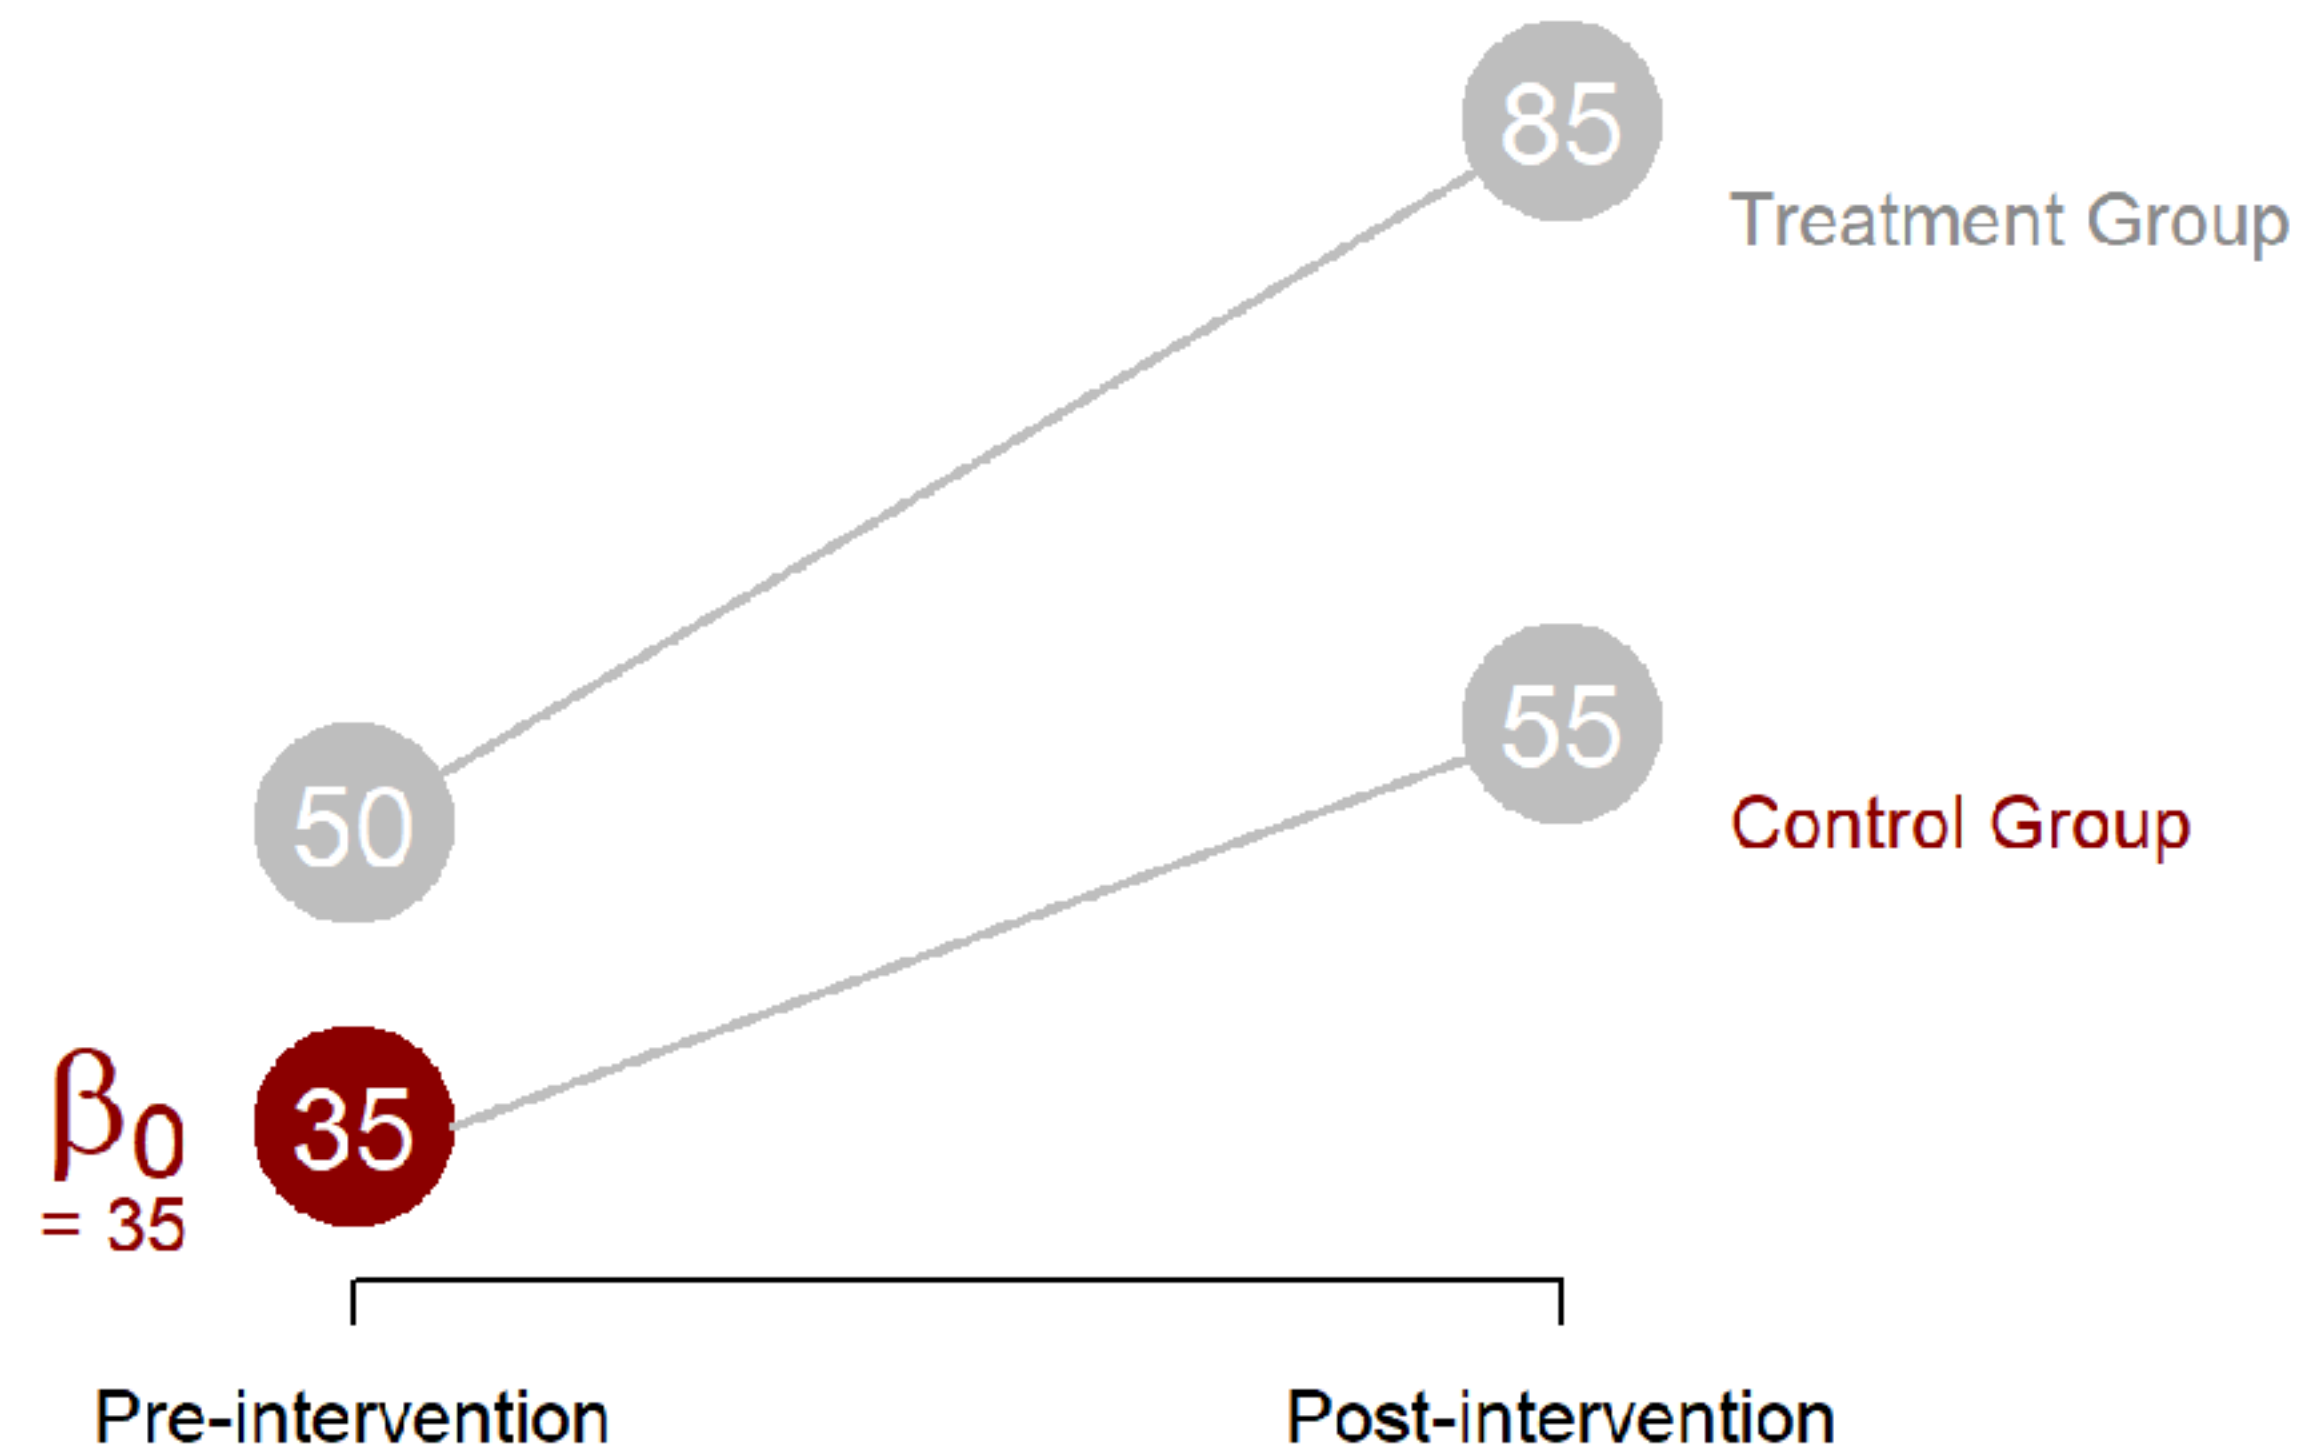 85
Treatment Group
55
50
Control Group
35
β0
= 35
Pre-intervention
Post-intervention